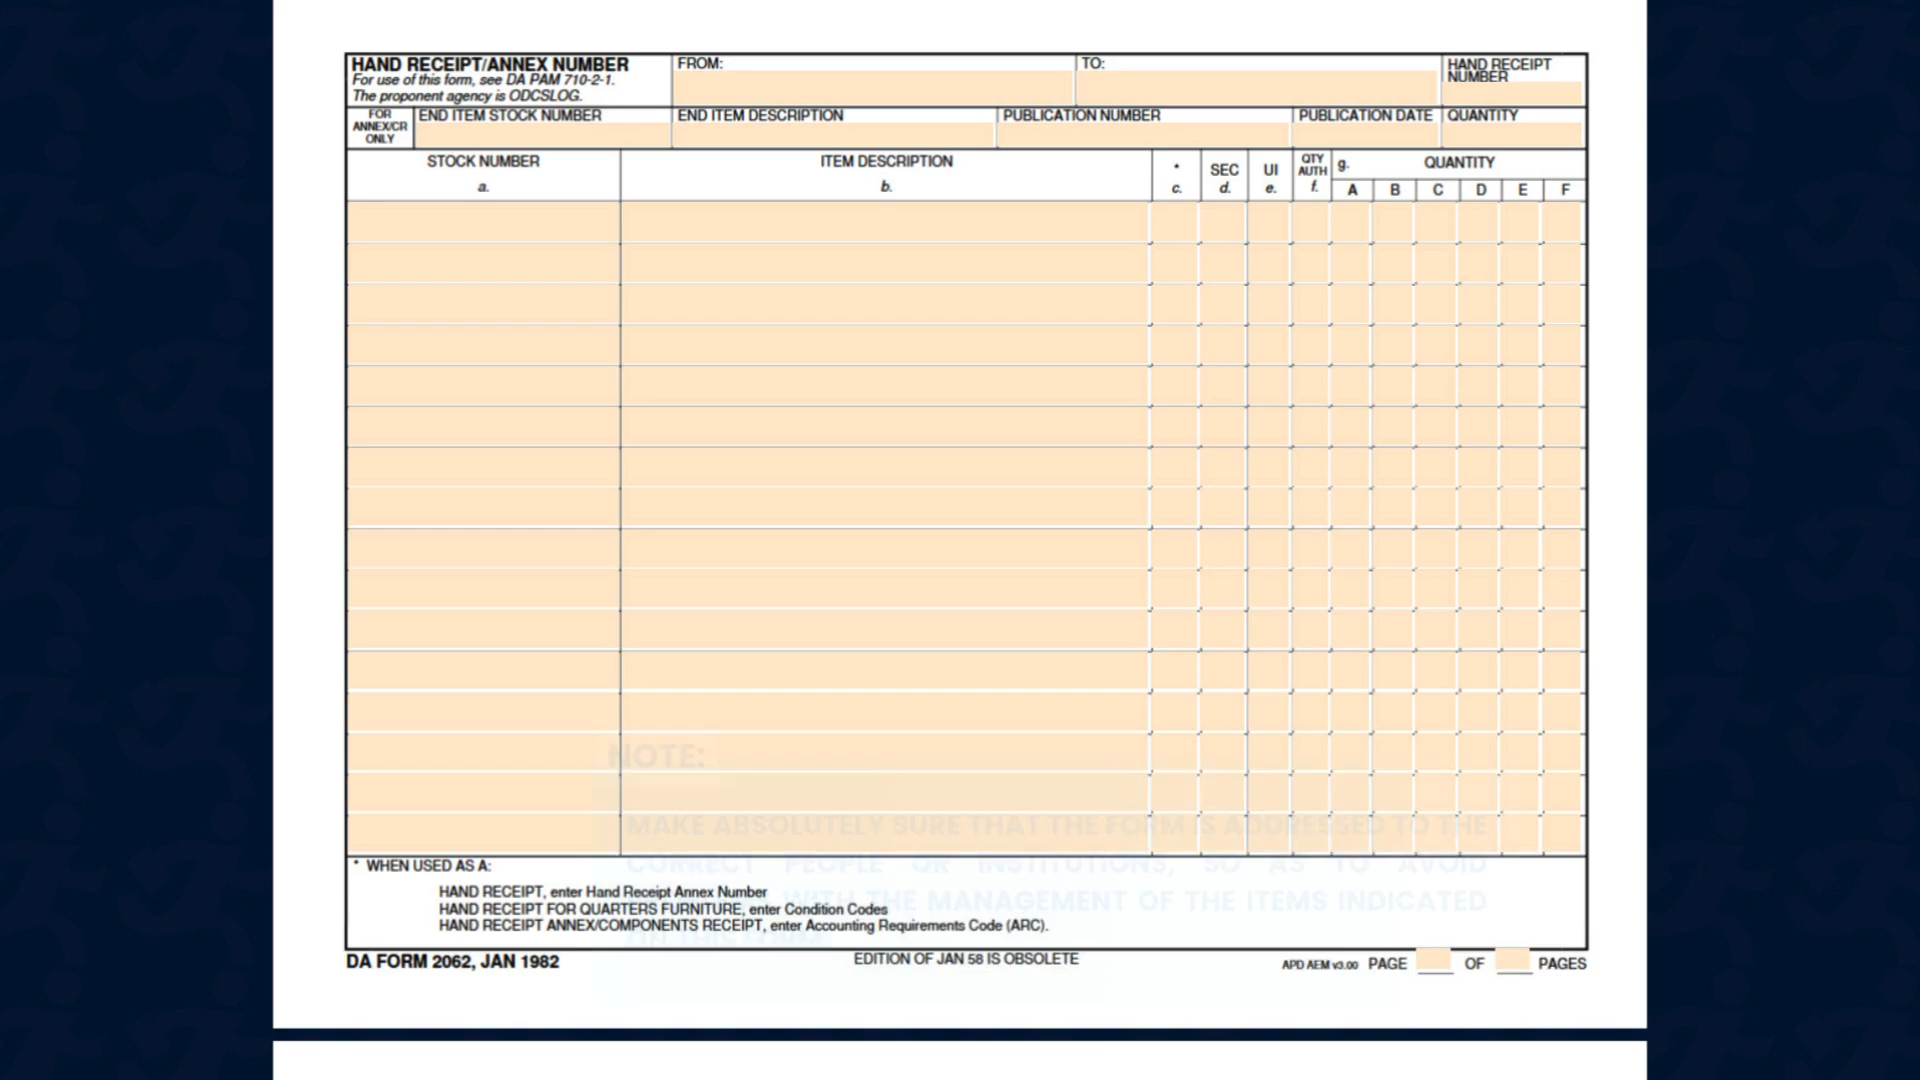 HAND RECEIPT/ANNEX NUMBER
For use of this form, see DA PAM 710-2-1.
The proponent agency is ODCSLOG.
FROM:
TO:
HAND RECEIPT
NUMBER
FOR
ANNEX/CR
ONLY
END ITEM STOCK NUMBER
END ITEM DESCRIPTION
PUBLICATION NUMBER
PUBLICATION DATE
QUANTITY
STOCK NUMBER
a.
ITEM DESCRIPTION
b.
*
c.
SEC
d.
UI
e.
QTY
AUTH
f.
g. QUANTITY
A B C D E F
NOTE:
MAKE ABSOLUTELY SURE THAT THE FORM IS ADDRESSED TO THE
CORRECT PEOPLE OR INSTITUTIONS, SO AS TO AVOID
WITH THE MANAGEMENT OF THE ITEMS INDICATED
* WHEN USED AS A:
HAND RECEIPT, enter Hand Receipt Annex Number
HAND RECEIPT FOR QUARTERS FURNITURE, enter Condition Codes
HAND RECEIPT ANNEX/COMPONENTS RECEIPT, enter Accounting Requirements Code (ARC).
DA FORM 2062, JAN 1982
EDITION OF JAN 58 IS OBSOLETE
APD AEM v3.00 PAGE OF PAGES